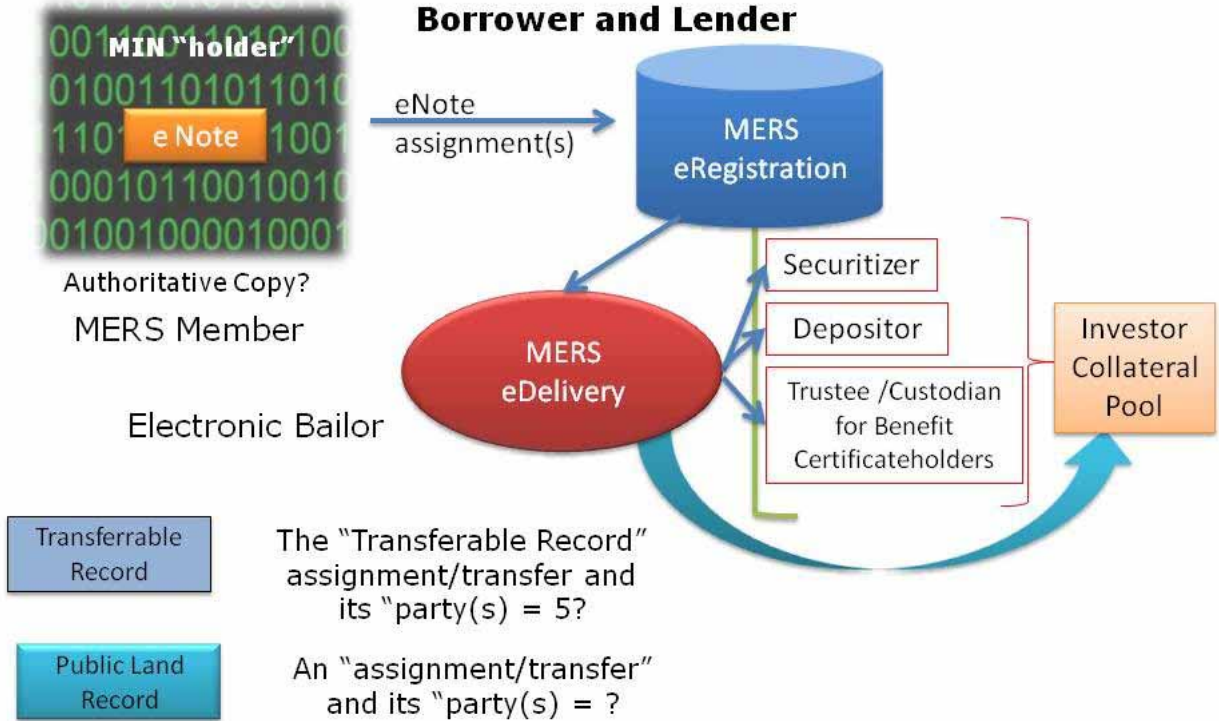 Borrower and Lender
MIN “holder”
e Note
eNote
assignment(s)
MERS
eRegistration
Authoritative Copy?
MERS Member
Electronic Bailor
MERS
eDelivery
Securitizer
Depositor
Trustee /Custodian
for Benefit
Certificateholders
Investor
Collateral
Pool
Transferrable
Record
The “Transferable Record”
assignment/transfer and
its “party(s) = 5?
Public Land
Record
An “assignment/transfer”
and its “party(s) = ?